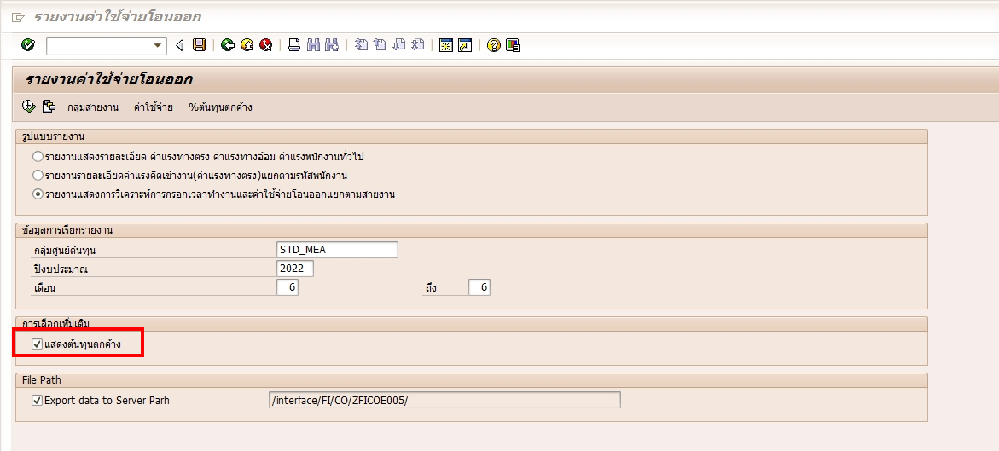 รายงานค่าใช้จ่ายโอนออก
รายงานค่าใช้จ่ายโอนออก
กลุ่มสายงาน ค่าใช้จ่าย %ต้นทุนตกค้าง
รูปแบบรายงาน
รายงานแสดงรายละเอียด ค่าแรงทางตรง ค่าแรงทางอ้อม ค่าแรงพนักงานทั่วไป
รายงานรายละเอียดค่าแรงคิดเข้างาน(ค่าแรงทางตรง)แยกตามรหัสพนักงาน
รายงานแสดงการวิเคราะห์การกรอกเวลาทำงานและค่าใช้จ่ายโอนออกแยกตามสายงาน
ข้อมูลการเรียกรายงาน
กลุ่มศูนย์ต้นทุน STD_MEA
ปีงบประมาณ 2022
เดือน 6 ถึง 6
การเลือกเพิ่มเติม
แสดงต้นทุนตกค้าง
File Path
Export data to Server Parh /interface/FI/CO/ZFICOE005/